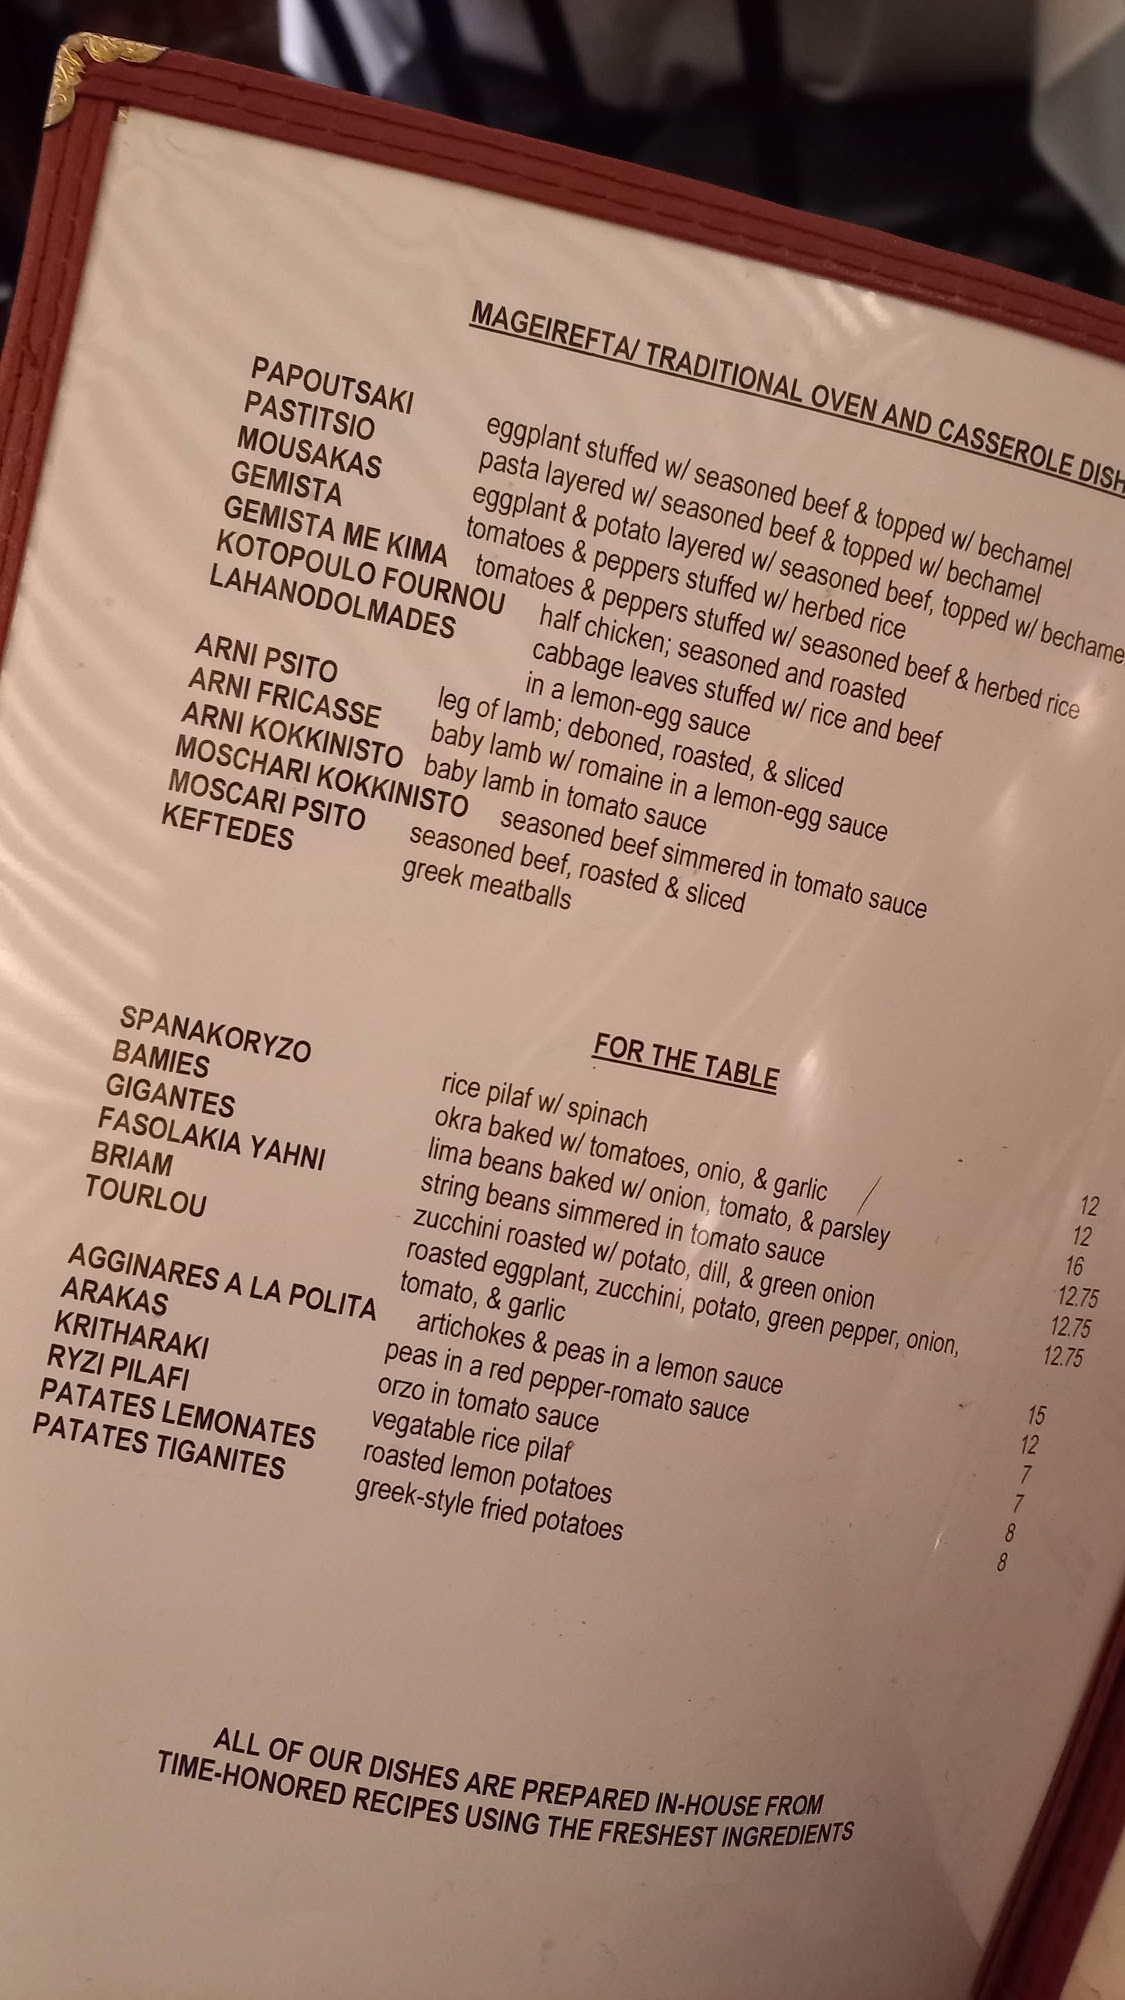 MAGEIREFTA/ TRADITIONAL OVEN AND CASSEROLE DISH
PAPOUTSAKI eggplant stuffed w/ seasoned beef & topped w/ bechamel
PASTITSIO pasta layered w/ seasoned beef & topped w/ bechamel
MOUSAKAS eggplant & potato layered w/ seasoned beef, topped w/ bechame
GEMISTA tomatoes & peppers stuffed w/ herbed rice
GEMISTA ME KIMA tomatoes & peppers stuffed w/ seasoned beef & herbed rice
KOTOPOULO FOURNOU half chicken; seasoned and roasted
LAHANODOLMADES cabbage leaves stuffed w/ rice and beef
in a lemon-egg sauce
ARNI PSITO leg of lamb; deboned, roasted, & sliced
ARNI FRICASSE baby lamb w/ romaine in a lemon-egg sauce
ARNI KOKKINISTO baby lamb in tomato sauce
MOSCHARI KOKKINISTO seasoned beef simmered in tomato sauce
MOSCARI PSITO seasoned beef, roasted & sliced
KEFTEDES greek meatballs
FOR THE TABLE
SPANAKORYZO rice pilaf w/ spinach 12
BAMIES okra baked w/ tomatoes, onio, & garlic 12
GIGANTES lima beans baked w/ onion, tomato, & parsley 16
FASOLAKIA YAHNI string beans simmered in tomato sauce 12.75
BRIAM zucchini roasted w/ potato, dill, & green onion 12.75
TOURLOU roasted eggplant, zucchini, potato, green pepper, onion, 12.75
tomato, & garlic
AGGINARES A LA POLITA artichokes & peas in a lemon sauce 15
ARAKAS peas in a red pepper-romato sauce 12
KRITHARAKI orzo in tomato sauce 7
RYZI PILAFI vegatable rice pilaf 7
PATATES LEMONATES roasted lemon potatoes 8
PATATES TIGANITES greek-style fried potatoes 8
ALL OF OUR DISHES ARE PREPARED IN-HOUSE FROM
TIME-HONORED RECIPES USING THE FRESHEST INGREDIENTS